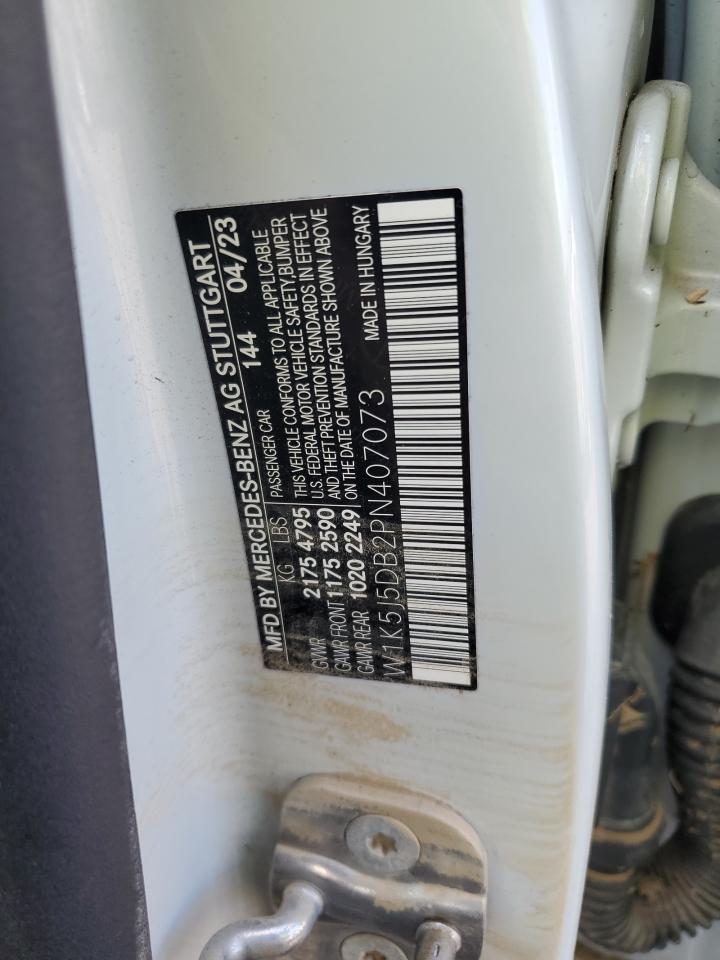 MFD BY MERCEDES-BENZ AG STUTTGART
KG LBS 144 04/23
GVWR 2175 4795 PASSENGER CAR
GAWR FRONT 1175 2590
GAWR REAR 1020 2249
THIS VEHICLE CONFORMS TO ALL APPLICABLE
U.S. FEDERAL MOTOR VEHICLE SAFETY,BUMPER
AND THEFT PREVENTION STANDARDS IN EFFECT
ON THE DATE OF MANUFACTURE SHOWN ABOVE
W1K5J5DB2PN407073 MADE IN HUNGARY